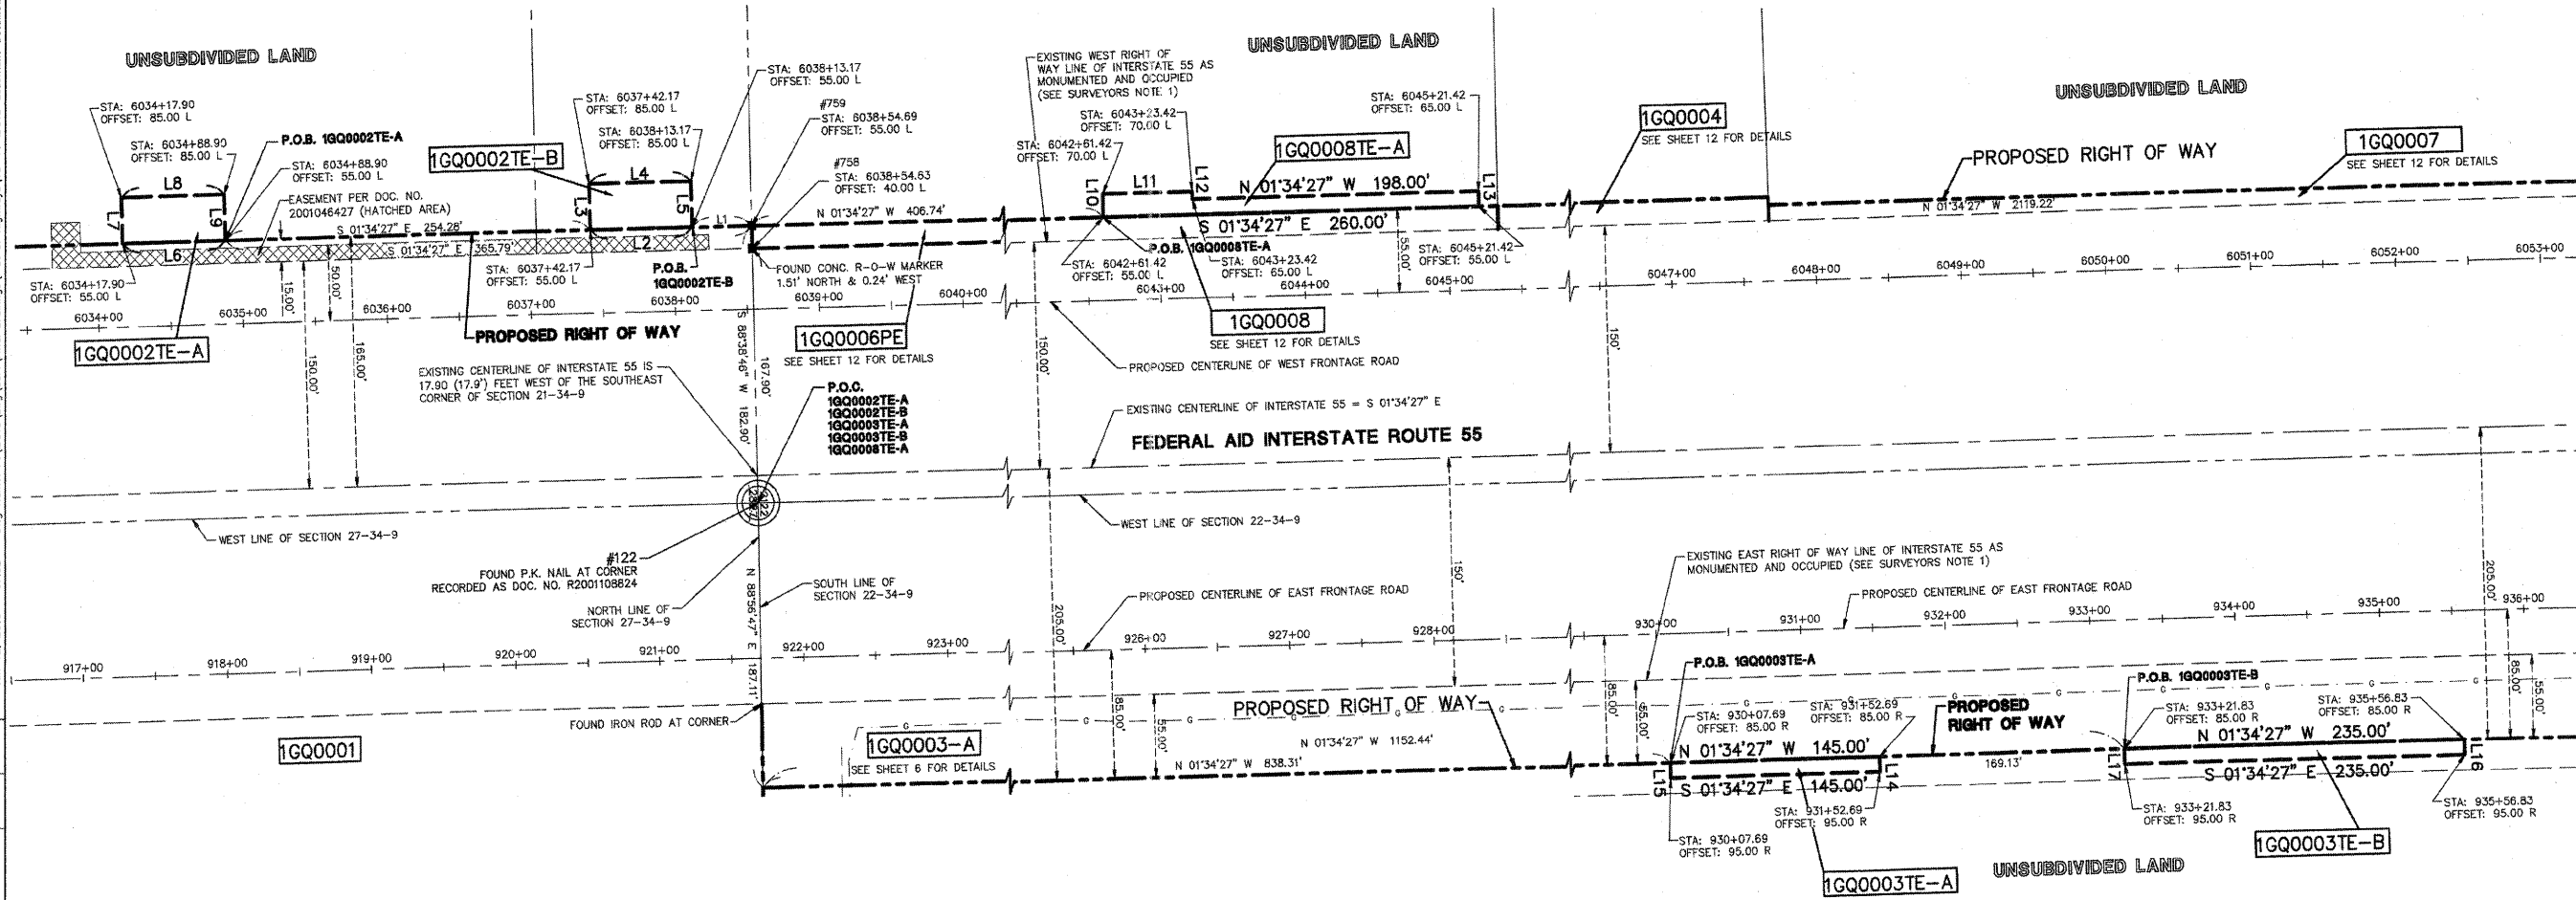 UNSUBDIVIDED LAND
STA: 6034+17.90
OFFSET: 85.00 L
STA: 6034+88.90
OFFSET: 85.00 L
P.O.B. 1GQ0002TE-A
STA: 6034+88.90
OFFSET: 55.00 L
EASEMENT PER DOC. NO.
2001046427 (HATCHED AREA)
L8
L7
L9
L6
S 01°34'27" E 254.28'
S 01°34'27" E 365.79'
STA: 6034+17.90
OFFSET: 55.00 L
1GQ0002TE-B
STA: 6037+42.17
OFFSET: 85.00 L
STA: 6038+13.17
OFFSET: 85.00 L
STA: 6038+13.17
OFFSET: 55.00 L
#759
STA: 6038+54.69
OFFSET: 55.00 L
#758
STA: 6038+54.63
OFFSET: 40.00 L
L4
L3
L5
L1
L2
STA: 6037+42.17
OFFSET: 55.00 L
P.O.B.
1GQ0002TE-B
FOUND CONC. R-O-W MARKER
1.51' NORTH & 0.24' WEST
N 01°34'27" W 406.74'
EXISTING WEST RIGHT OF
WAY LINE OF INTERSTATE 55 AS
MONUMENTED AND OCCUPIED
(SEE SURVEYORS NOTE 1)
UNSUBDIVIDED LAND
STA: 6043+23.42
OFFSET: 70.00 L
STA: 6042+61.42
OFFSET: 70.00 L
1GQ0008TE-A
STA: 6045+21.42
OFFSET: 65.00 L
L10
L11
L12
L13
N 01°34'27" W 198.00'
S 01°34'27" E 260.00'
P.O.B. 1GQ0008TE-A
STA: 6042+61.42
OFFSET: 55.00 L
STA: 6043+23.42
OFFSET: 65.00 L
STA: 6045+21.42
OFFSET: 55.00 L
55.00'
1GQ0004
SEE SHEET 12 FOR DETAILS
UNSUBDIVIDED LAND
PROPOSED RIGHT OF WAY
1GQ0007
SEE SHEET 12 FOR DETAILS
N 01°34'27" W 2119.22'
6034+00
6035+00
6036+00
6037+00
6038+00
6039+00
6040+00
6043+00
6044+00
6045+00
6047+00
6048+00
6049+00
6050+00
6051+00
6052+00
6053+00
15.00'
50.00'
150.00'
165.00'
1GQ0002TE-A
PROPOSED RIGHT OF WAY
1GQ0006PE
SEE SHEET 12 FOR DETAILS
1GQ0008
SEE SHEET 12 FOR DETAILS
S 88°38'46" W 182.90'
167.90'
150.00'
150'
PROPOSED CENTERLINE OF WEST FRONTAGE ROAD
EXISTING CENTERLINE OF INTERSTATE 55 IS
17.90 (17.9') FEET WEST OF THE SOUTHEAST
CORNER OF SECTION 21-34-9
P.O.C.
1GQ0002TE-A
1GQ0002TE-B
1GQ0003TE-A
1GQ0003TE-B
1GQ0008TE-A
EXISTING CENTERLINE OF INTERSTATE 55 = S 01°34'27" E
FEDERAL AID INTERSTATE ROUTE 55
WEST LINE OF SECTION 27-34-9
WEST LINE OF SECTION 22-34-9
#122
FOUND P.K. NAIL AT CORNER
RECORDED AS DOC. NO. R2001108824
NORTH LINE OF
SECTION 27-34-9
SOUTH LINE OF
SECTION 22-34-9
N 88°56'47" E 187.11'
PROPOSED CENTERLINE OF EAST FRONTAGE ROAD
205.00'
150'
EXISTING EAST RIGHT OF WAY LINE OF INTERSTATE 55 AS
MONUMENTED AND OCCUPIED (SEE SURVEYORS NOTE 1)
PROPOSED CENTERLINE OF EAST FRONTAGE ROAD
205.00'
917+00
918+00
919+00
920+00
921+00
922+00
923+00
926+00
927+00
928+00
930+00
931+00
932+00
933+00
934+00
935+00
936+00
FOUND IRON ROD AT CORNER
1GQ0001
1GQ0003-A
SEE SHEET 6 FOR DETAILS
85.00'
55.00'
PROPOSED RIGHT OF WAY
N 01°34'27" W 1152.44'
N 01°34'27" W 838.31'
85.00'
55.00'
P.O.B. 1GQ0003TE-A
STA: 930+07.69
OFFSET: 85.00 R
STA: 931+52.69
OFFSET: 85.00 R
PROPOSED
RIGHT OF WAY
N 01°34'27" W 145.00'
S 01°34'27" E 145.00'
L15
L14
169.13'
STA: 931+52.69
OFFSET: 95.00 R
STA: 930+07.69
OFFSET: 95.00 R
1GQ0003TE-A
P.O.B. 1GQ0003TE-B
STA: 933+21.83
OFFSET: 85.00 R
STA: 935+56.83
OFFSET: 85.00 R
85.00'
55.00'
N 01°34'27" W 235.00'
S 01°34'27" E 235.00'
L17
L16
STA: 933+21.83
OFFSET: 95.00 R
STA: 935+56.83
OFFSET: 95.00 R
1GQ0003TE-B
UNSUBDIVIDED LAND